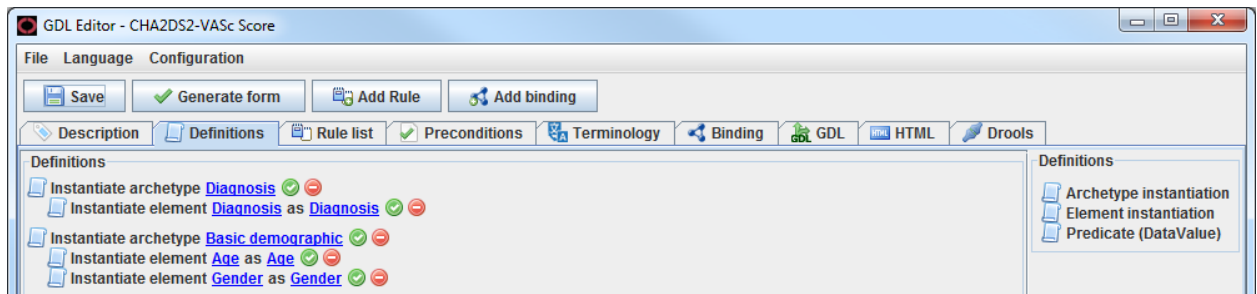 GDL Editor - CHA2DS2-VASc Score
File Language Configuration
Save Generate form Add Rule Add binding
Description Definitions Rule list Preconditions Terminology Binding GDL GDL HTML HTML Drools
Definitions
Instantiate archetype Diagnosis
Instantiate element Diagnosis as Diagnosis
Instantiate archetype Basic demographic
Instantiate element Age as Age
Instantiate element Gender as Gender
Definitions
Archetype instantiation
Element instantiation
Predicate (DataValue)